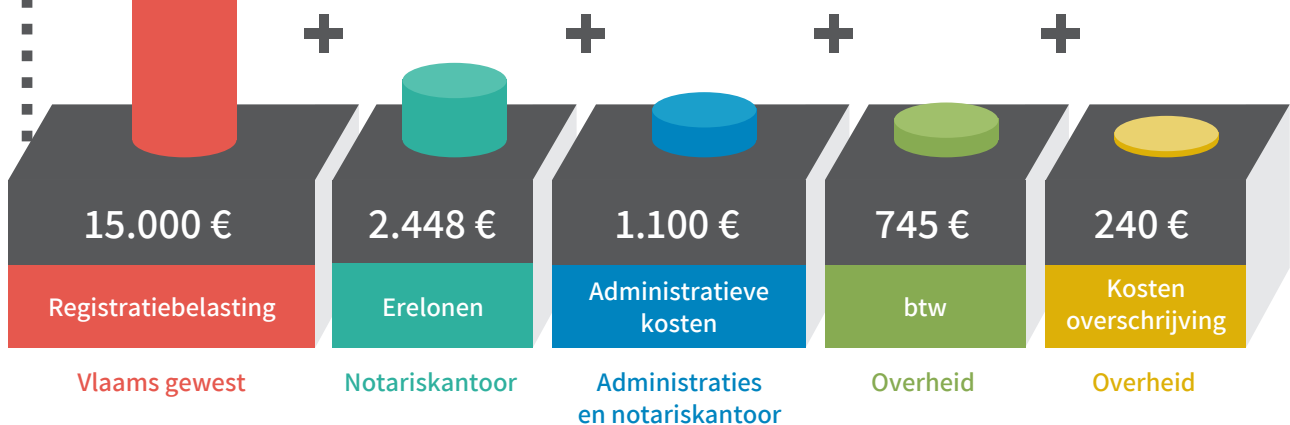 + + + +
15.000 € 2.448 € 1.100 € 745 € 240 €
Registratiebelasting
Erelonen
Administratieve
kosten
btw
Kosten
overschrijving
Vlaams gewest
Notariskantoor
Administraties
en notariskantoor
Overheid
Overheid